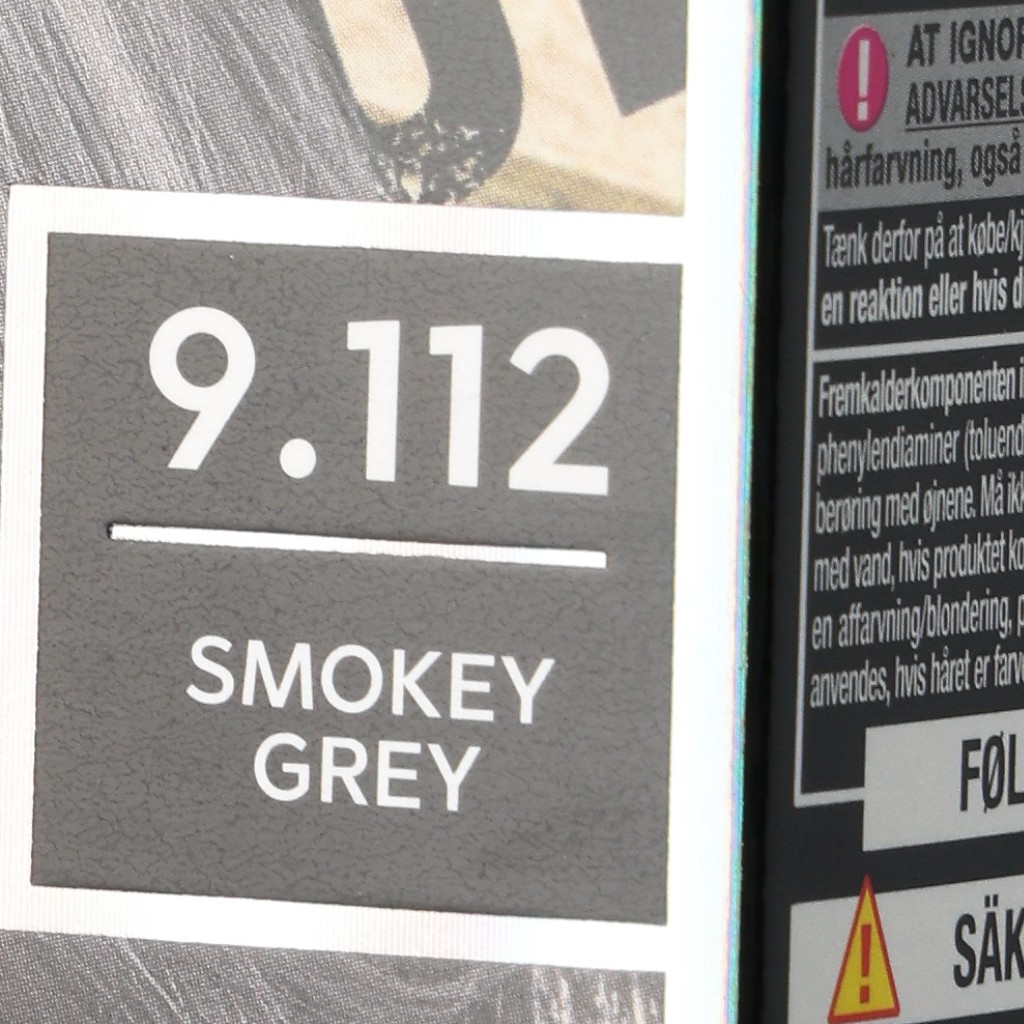 9.112
SMOKEY
GREY
AT
ADVARSELS
hårfarvning, også
Tænk derfor på at købe/kj
en reaktion eller hvis d
Fremkalderkomponenten i
phenylendiaminer (toluend
berøring med øjnene. Må ik
med vand, hvis produktet ko
en affarvning/blondering, p
anvendes, hvis håret er farv
FØL
SÄK